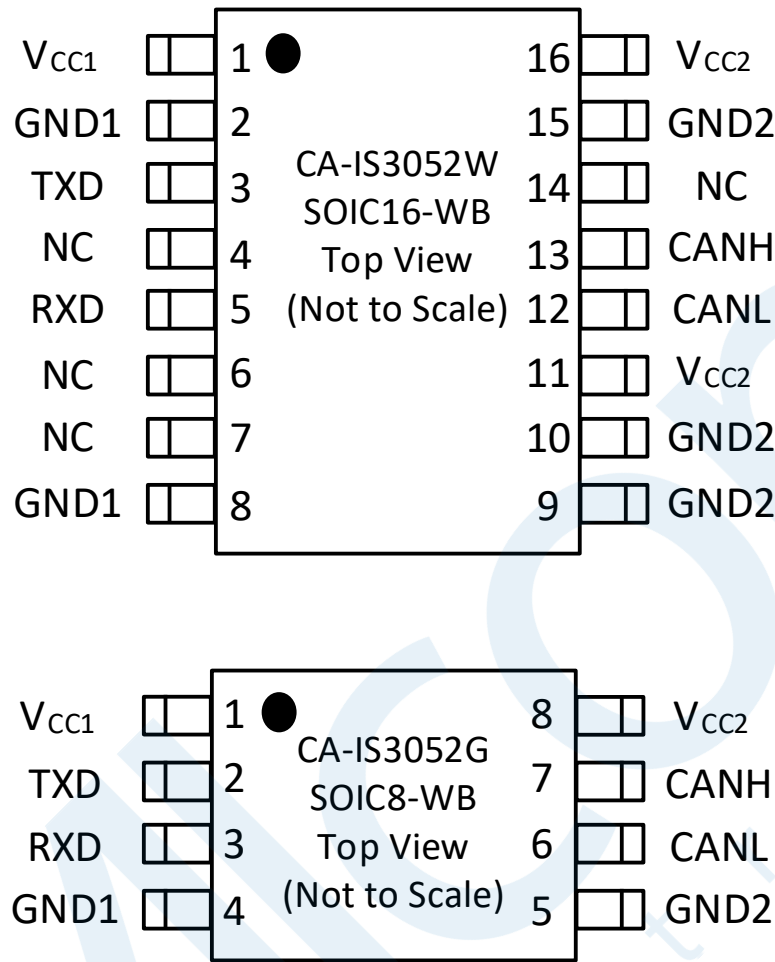 VCC1 1 16 VCC2
GND1 2 15 GND2
TXD 3 CA-IS3052W 14 NC
SOIC16-WB
NC 4 Top View 13 CANH
RXD 5 (Not to Scale) 12 CANL
NC 6 11 VCC2
NC 7 10 GND2
GND1 8 9 GND2
VCC1 1 8 VCC2
CA-IS3052G
TXD 2 7 CANH
SOIC8-WB
RXD 3 Top View 6 CANL
GND1 4 (Not to Scale) 5 GND2